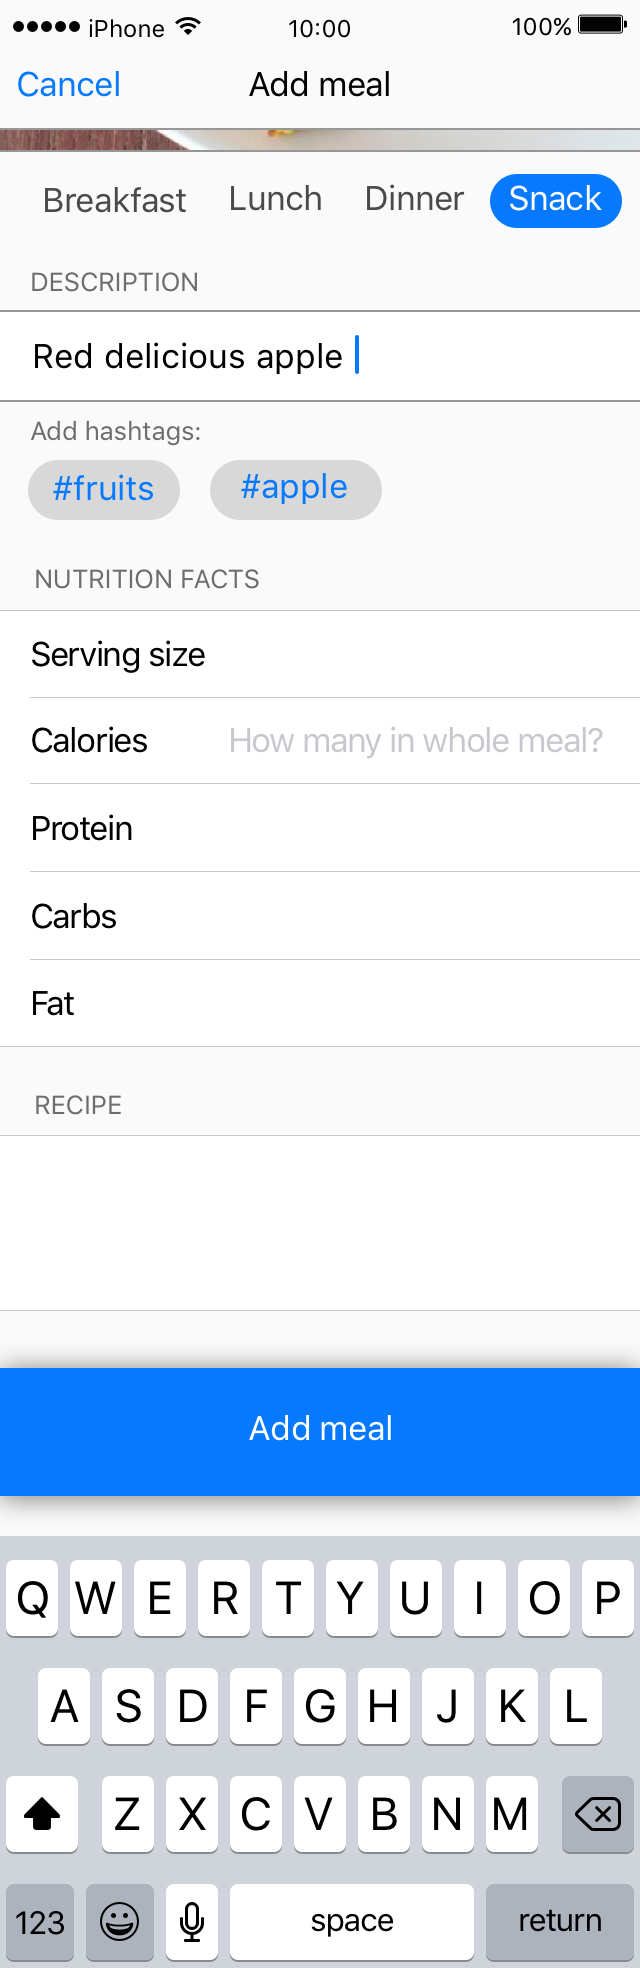 iPhone 10:00 100%
Cancel Add meal
Breakfast Lunch Dinner Snack
DESCRIPTION
Red delicious apple
Add hashtags:
#fruits #apple
NUTRITION FACTS
Serving size
Calories How many in whole meal?
Protein
Carbs
Fat
RECIPE
Add meal
Q W E R T Y U I O P
A S D F G H J K L
Z X C V B N M
123 space return